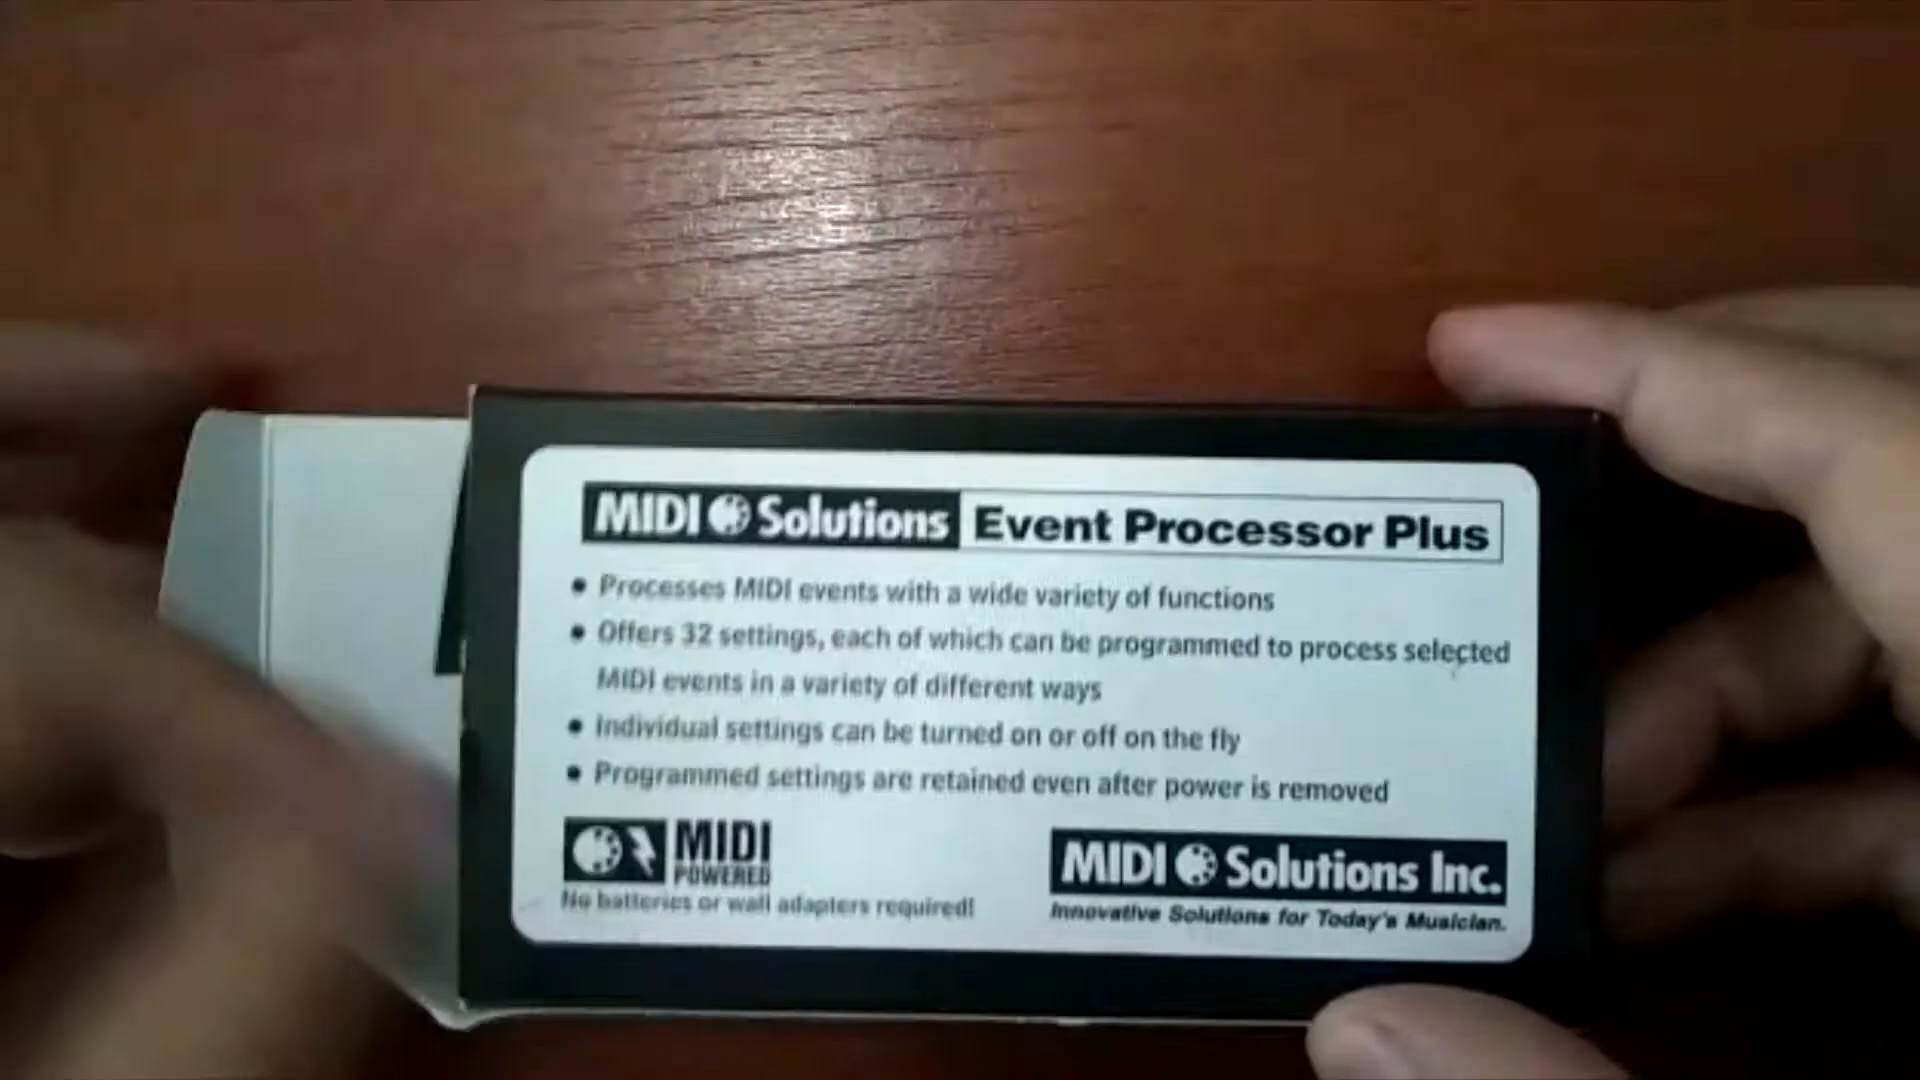 MIDI Solutions Event Processor Plus
• Processes MIDI events with a wide variety of functions
• Offers 32 settings, each of which can be programmed to process selected
MIDI events in a variety of different ways
• Individual settings can be turned on or off on the fly
• Programmed settings are retained even after power is removed
MIDI
POWERED
No batteries or wall adapters required!
MIDI Solutions Inc.
Innovative Solutions for Today's Musician.